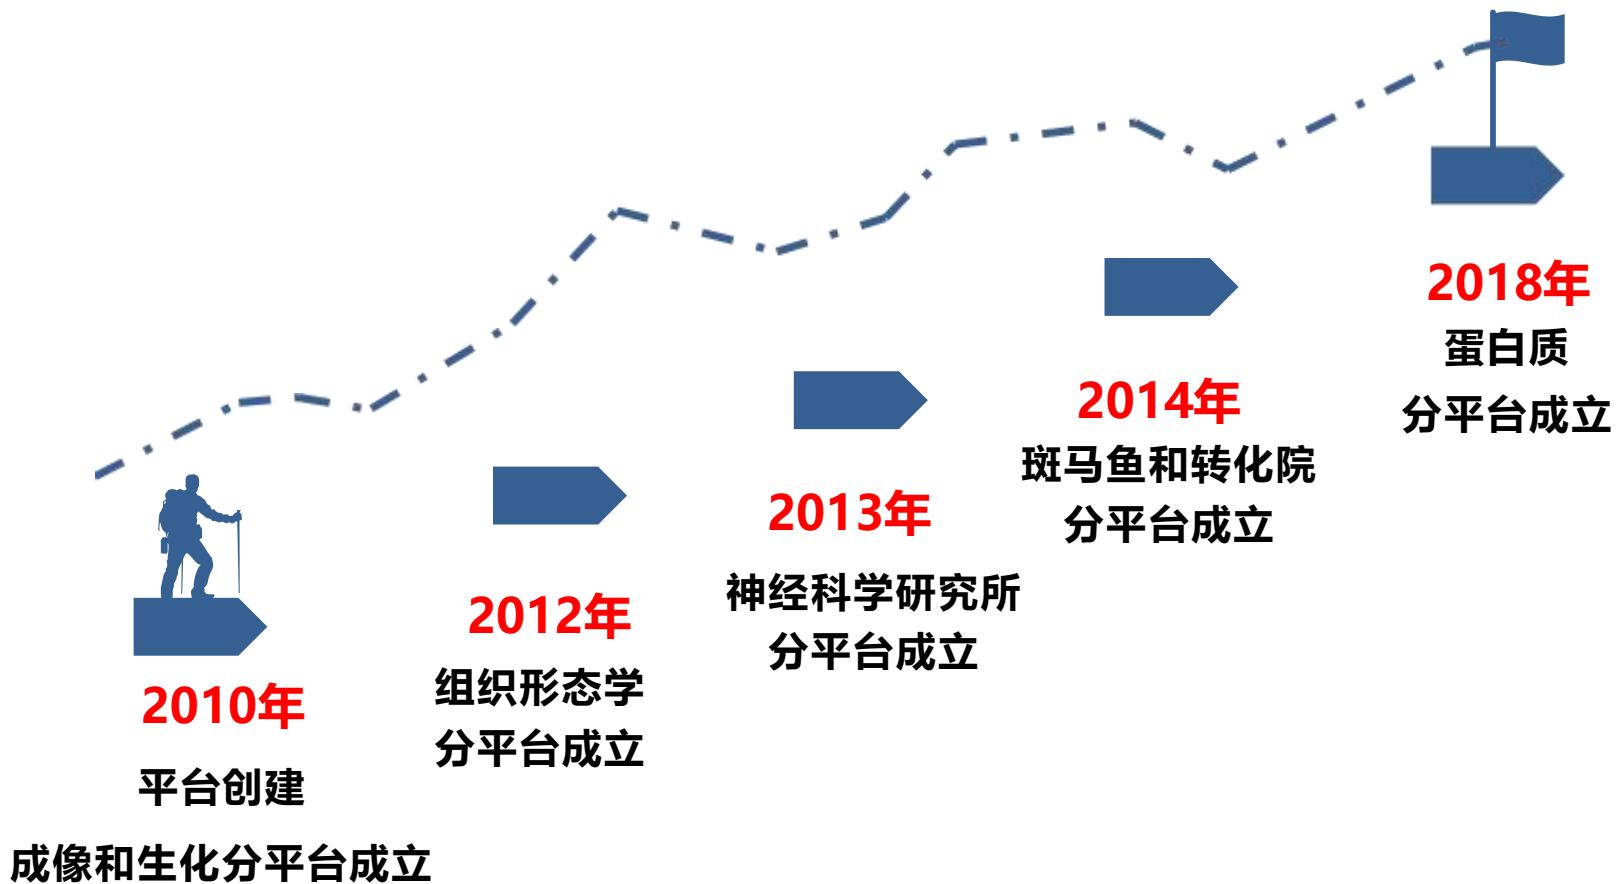 2010年
平台创建
成像和生化分平台成立
2012年
组织形态学
分平台成立
2013年
神经科学研究所
分平台成立
2014年
斑马鱼和转化院
分平台成立
2018年
蛋白质
分平台成立